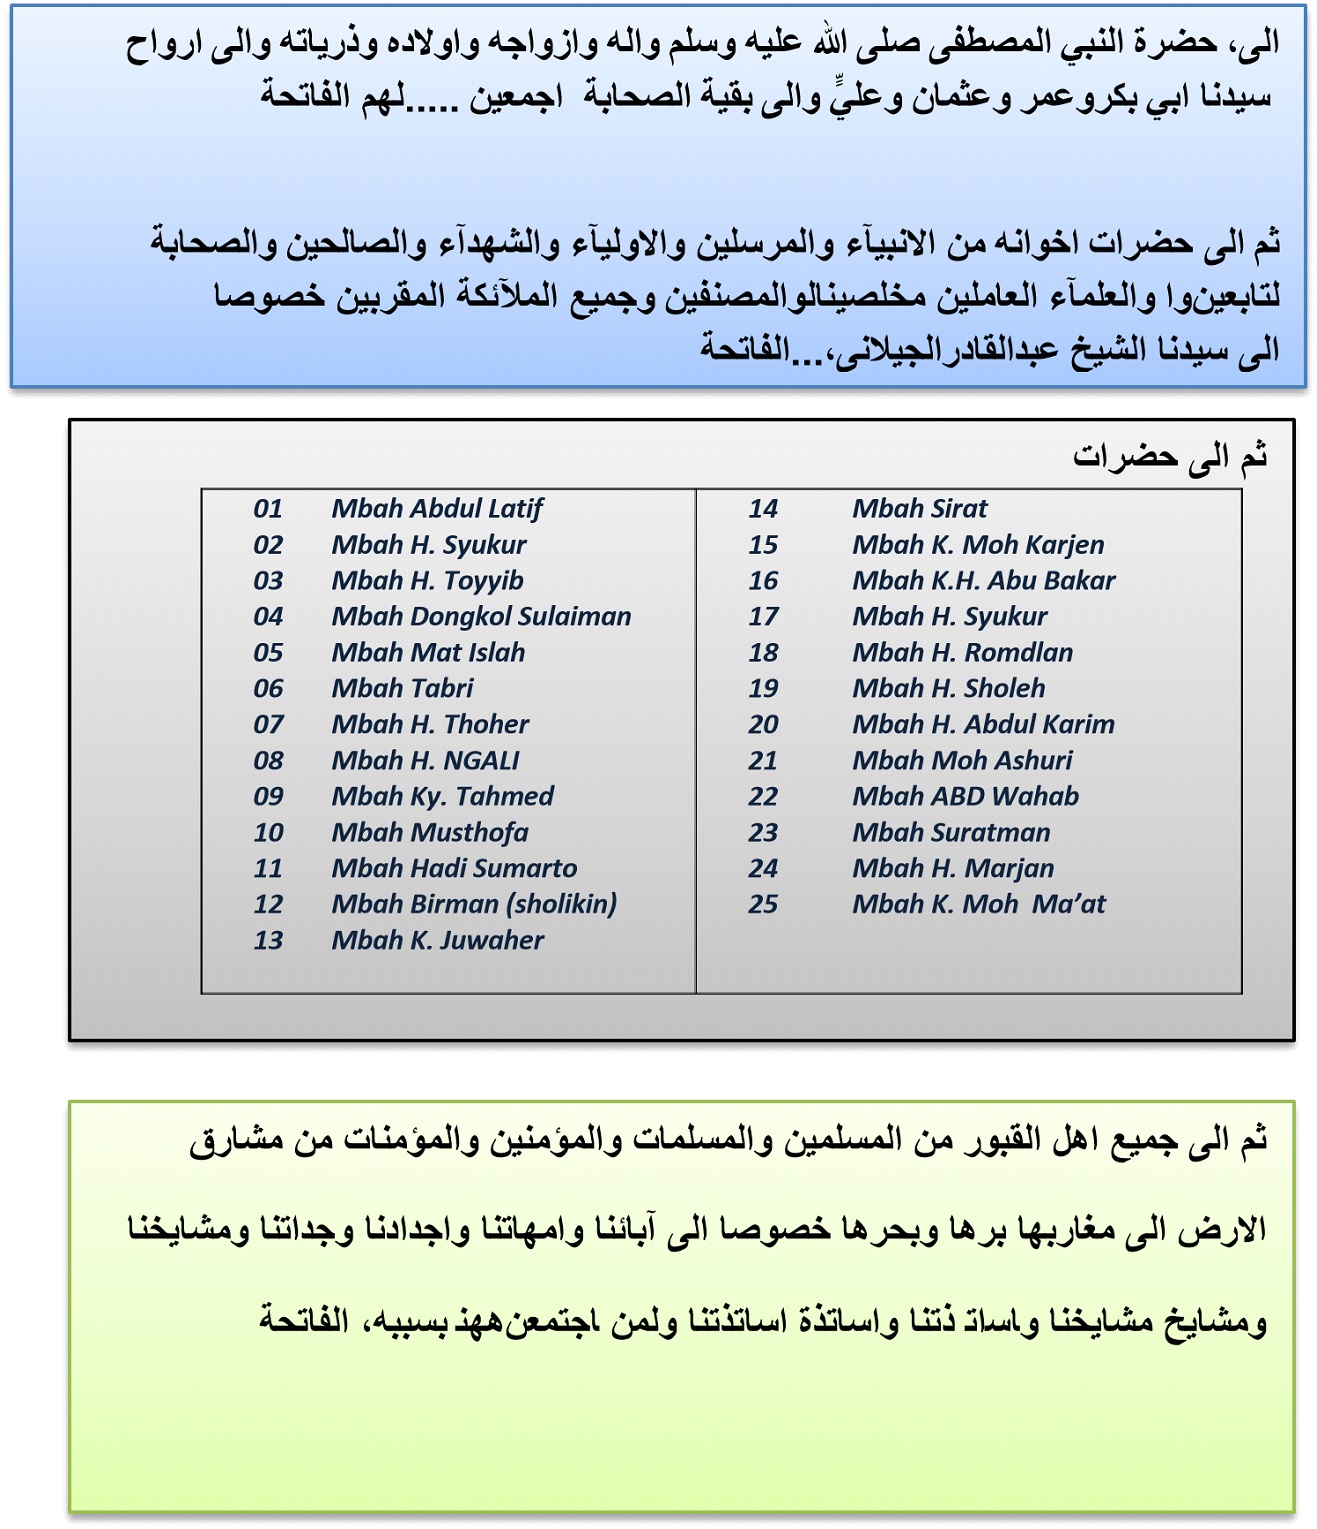 الى، حضرة النبي المصطفى صلى الله عليه وسلم واله وازواجه واولاده وذرياته والى ارواح
سيدنا ابي بكروعمر وعثمان وعليٍّ والى بقية الصحابة اجمعين .....لهم الفاتحة
ثم الى حضرات اخوانه من الانبيآء والمرسلين والاوليآء والشهدآء والصالحين والصحابة
لتابعينوا والعلمآء العاملين مخلصينالوالمصنفين وجميع الملآئكة المقربين خصوصا
الى سيدنا الشيخ عبدالقادرالجيلانى،...الفاتحة
ثم الى حضرات
01 Mbah Abdul Latif
02 Mbah H. Syukur
03 Mbah H. Toyyib
04 Mbah Dongkol Sulaiman
05 Mbah Mat Islah
06 Mbah Tabri
07 Mbah H. Thoher
08 Mbah H. NGALI
09 Mbah Ky. Tahmed
10 Mbah Musthofa
11 Mbah Hadi Sumarto
12 Mbah Birman (sholikin)
13 Mbah K. Juwaher
14 Mbah Sirat
15 Mbah K. Moh Karjen
16 Mbah K.H. Abu Bakar
17 Mbah H. Syukur
18 Mbah H. Romdlan
19 Mbah H. Sholeh
20 Mbah H. Abdul Karim
21 Mbah Moh Ashuri
22 Mbah ABD Wahab
23 Mbah Suratman
24 Mbah H. Marjan
25 Mbah K. Moh Ma’at
ثم الى جميع اهل القبور من المسلمين والمسلمات والمؤمنين والمؤمنات من مشارق
الارض الى مغاربها برها وبحرها خصوصا الى آبائنا وامهاتنا واجدادنا وجداتنا ومشايخنا
ومشايخ مشايخنا واساتذتنا واساتذة اساتذتنا ولمن اجتمعنههذ بسببه، الفاتحة